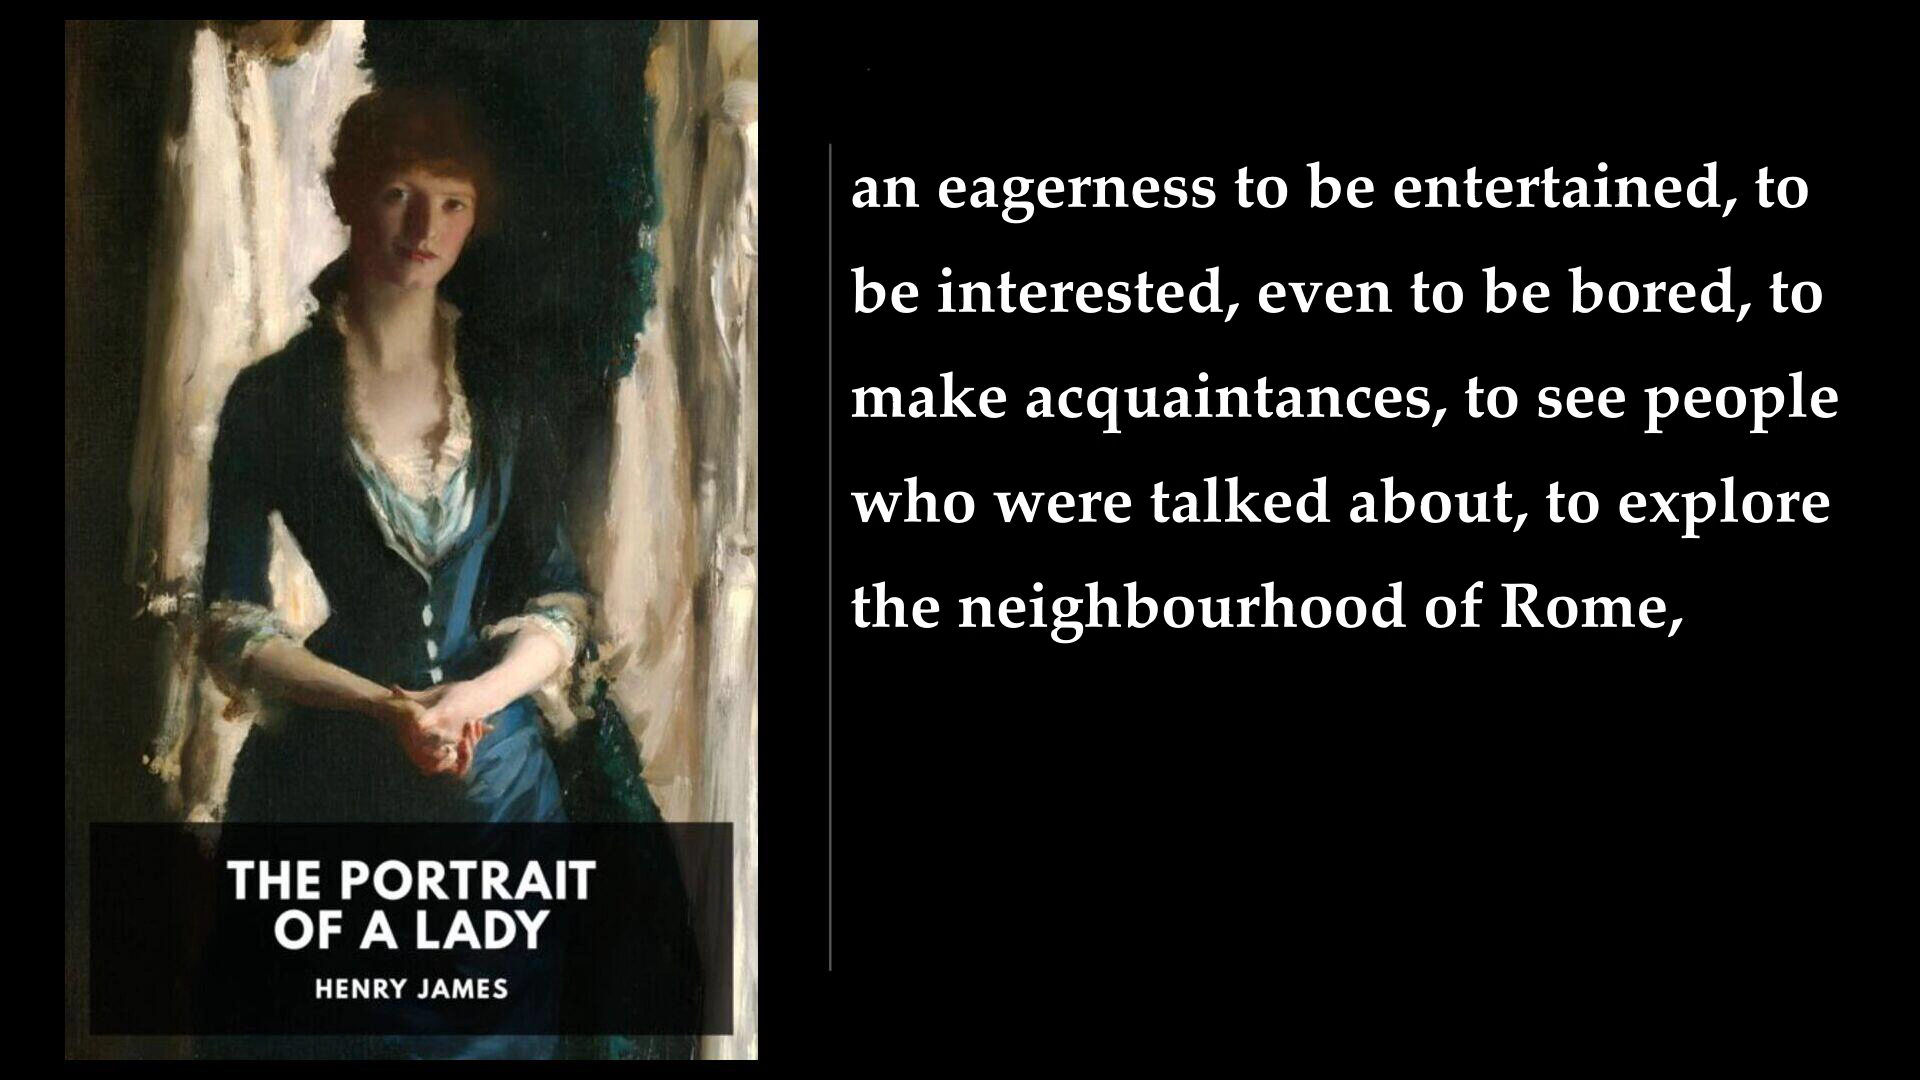 THE PORTRAIT
OF A LADY
HENRY JAMES
an eagerness to be entertained, to
be interested, even to be bored, to
make acquaintances, to see people
who were talked about, to explore
the neighbourhood of Rome,